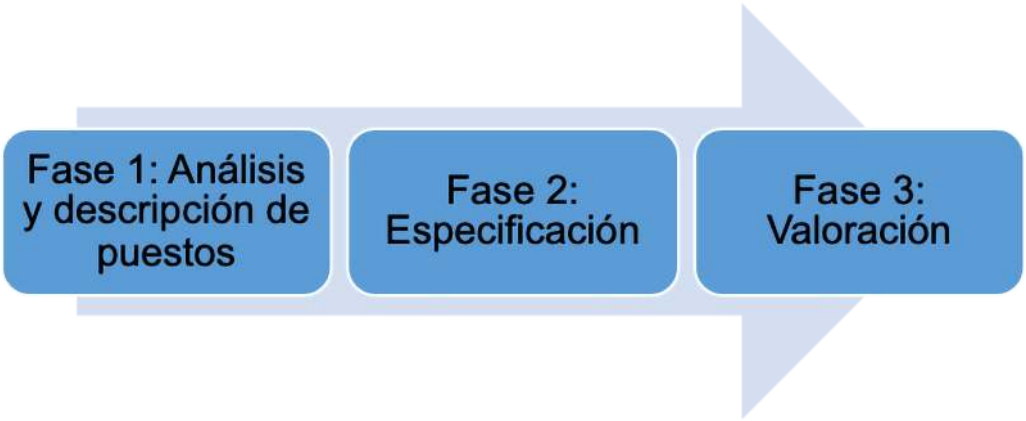 Fase 1: Análisis
y descripción de
puestos
Fase 2:
Especificación
Fase 3:
Valoración